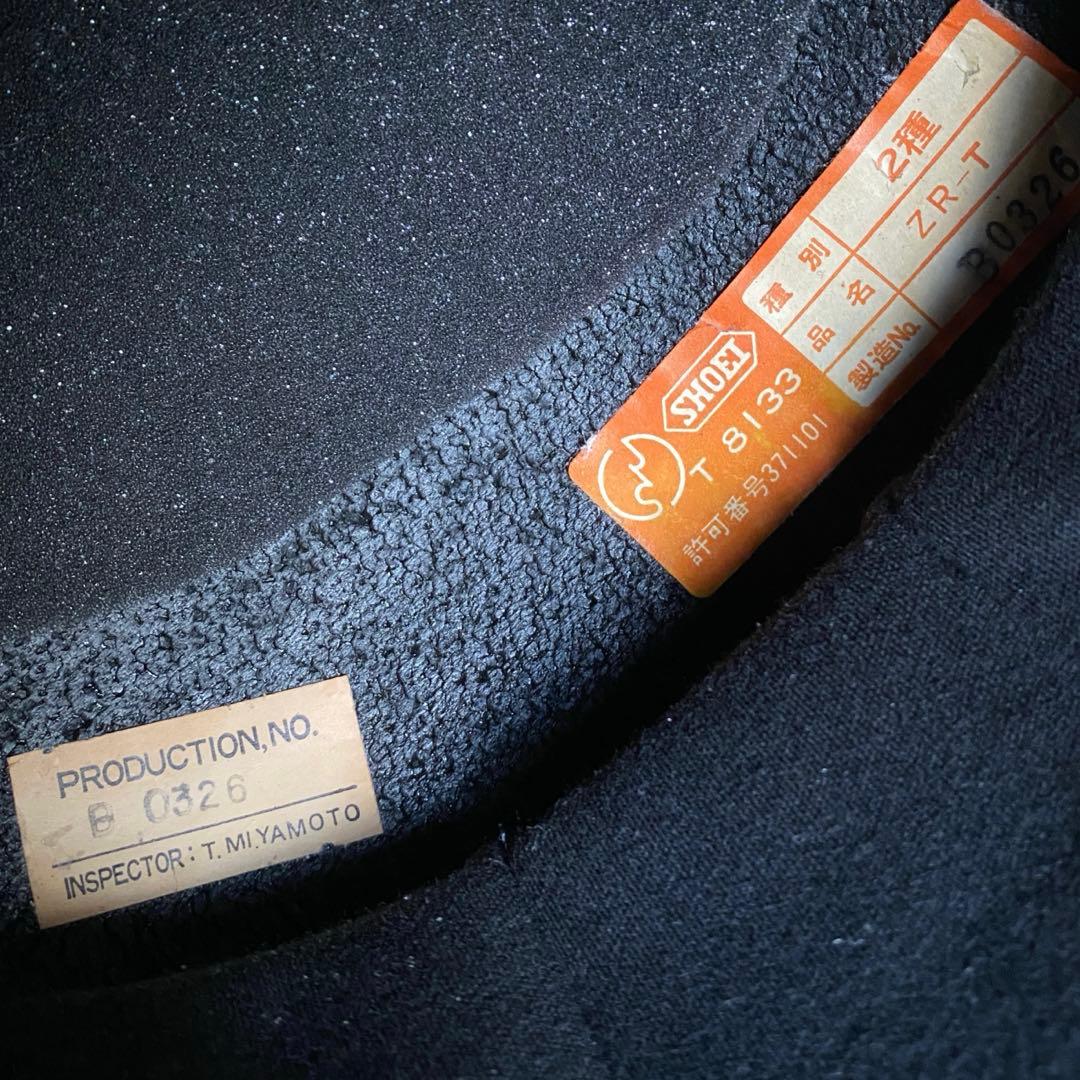 種別 2種
品名 ZR-T
製造No. B0326
SHOEI
T 8133
許可番号371101
PRODUCTION,NO.
B 0326
INSPECTOR: T. MIYAMOTO